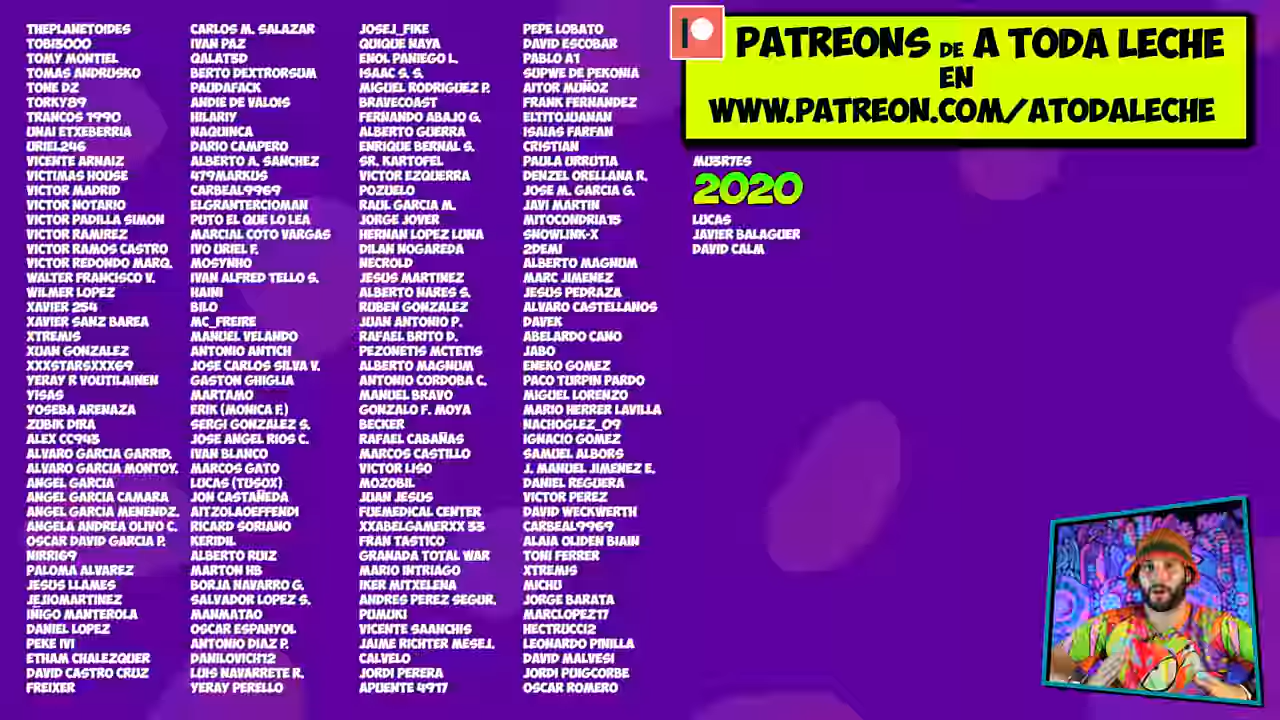 THEPLANETOIDES
TOBI3000
TOMY MONTIEL
TOMAS ANDRUSKO
TONE DZ
TORKY89
TRANCOS 1990
UNAI ETXEBERRIA
URIEL246
VICENTE ARNAIZ
VICTIMAS HOUSE
VICTOR MADRID
VICTOR NOTARIO
VICTOR PADILLA SIMON
VICTOR RAMIREZ
VICTOR RAMOS CASTRO
VICTOR REDONDO MARQ.
WALTER FRANCISCO V.
WILMER LOPEZ
XAVIER 254
XAVIER SANZ BAREA
XTREMIS
XUAN GONZALEZ
XXXSTARSXXX69
YERAY R VOUTILAINEN
YISAS
YOSEBA ARENAZA
ZUBIK DIRA
ALEX CC943
ALVARO GARCIA GARRID.
ALVARO GARCIA MONTOY.
ANGEL GARCIA
ANGEL GARCIA CAMARA
ANGEL GARCIA MENENDZ.
ANGELA ANDREA OLIVO C.
OSCAR DAVID GARCIA P.
NIRRI69
PALOMA ALVAREZ
JESUS LLAMES
JEJIOMARTINEZ
IÑIGO MANTEROLA
DANIEL LOPEZ
PEKE IVI
ETHAM CHALEZQUER
DAVID CASTRO CRUZ
FREIXER
CARLOS M. SALAZAR
IVAN PAZ
QALAT3D
BERTO DEXTRORSUM
PAUDAFACK
ANDIE DE VALOIS
HILARIY
NAQUINCA
DARIO CAMPERO
ALBERTO A. SANCHEZ
479MARKUS
CARBEAL9969
ELGRANTERCIOMAN
PUTO EL QUE LO LEA
MARCIAL COTO VARGAS
IVO URIEL F.
MOSYNHO
IVAN ALFRED TELLO S.
HAINI
BILO
MC_FREIRE
MANUEL VELANDO
ANTONIO ANTICH
JOSE CARLOS SILVA V.
GASTON GHIGLIA
MARTAMO
ERIK (MONICA F.)
SERGI GONZALEZ S.
JOSE ANGEL RIOS C.
IVAN BLANCO
MARCOS GATO
LUCAS (TUSOX)
JON CASTAÑEDA
AITZOLAOEFFENDI
RICARD SORIANO
KERIDIL
ALBERTO RUIZ
MARTON HB
BORJA NAVARRO G.
SALVADOR LOPEZ S.
MANMATAO
OSCAR ESPANYOL
ANTONIO DIAZ P.
DANILOVICH12
LUIS NAVARRETE R.
YERAY PERELLO
JOSEJ_FIKE
QUIQUE NAYA
ENOL PANIEGO L.
ISAAC S. S.
MIGUEL RODRIGUEZ P.
BRAVECOAST
FERNANDO ABAJO G.
ALBERTO GUERRA
ENRIQUE BERNAL S.
SR. KARTOFEL
VICTOR EZQUERRA
POZUELO
RAUL GARCIA M.
JORGE JOVER
HERNAN LOPEZ LUNA
DILAN NOGAREDA
NECROLD
JESUS MARTINEZ
ALBERTO NARES S.
RUBEN GONZALEZ
JUAN ANTONIO P.
RAFAEL BRITO D.
PEZONETIS MCTETIS
ALBERTO MAGNUM
ANTONIO CORDOBA C.
MANUEL BRAVO
GONZALO F. MOYA
BECKER
RAFAEL CABAÑAS
MARCOS CASTILLO
VICTOR LISO
MOZOBIL
JUAN JESUS
FUEMEDICAL CENTER
XXABELGAMERXX 33
FRAN TASTICO
GRANADA TOTAL WAR
MARIO INTRIAGO
IKER MITXELENA
ANDRES PEREZ SEGUR.
PUMUKI
VICENTE SAANCHIS
JAIME RICHTER MESEJ.
CALVELO
JORDI PERERA
APUENTE 4917
PEPE LOBATO
DAVID ESCOBAR
PABLO A1
SUPWE DE PEKONIA
AITOR MUÑOZ
FRANK FERNANDEZ
ELTITOJUANAN
ISAIAS FARFAN
CRISTIAN
PAULA URRUTIA
DENZEL ORELLANA R.
JOSE M. GARCIA G.
JAVI MARTIN
MITOCONDRIA15
SNOWLINK-X
2DEMI
ALBERTO MAGNUM
MARC JIMENEZ
JESUS PEDRAZA
ALVARO CASTELLANOS
DAVEK
ABELARDO CANO
JABO
ENEKO GOMEZ
PACO TURPIN PARDO
MIGUEL LORENZO
MARIO HERRER LAVILLA
NACHOGLEZ_09
IGNACIO GOMEZ
SAMUEL ALBORS
J. MANUEL JIMENEZ E.
DANIEL REGUERA
VICTOR PEREZ
DAVID WECKWERTH
CARBEAL9969
ALAIA OLIDEN BIAIN
TONI FERRER
XTREMIS
MICHU
JORGE BARATA
MARCLOPEZ17
HECTRUCCI2
LEONARDO PINILLA
DAVID MALVESI
JORDI PUIGCORBE
OSCAR ROMERO
PATREONS DE A TODA LECHE
EN
WWW.PATREON.COM/ATODALECHE
MU3R7ES
2020
LUCAS
JAVIER BALAGUER
DAVID CALM